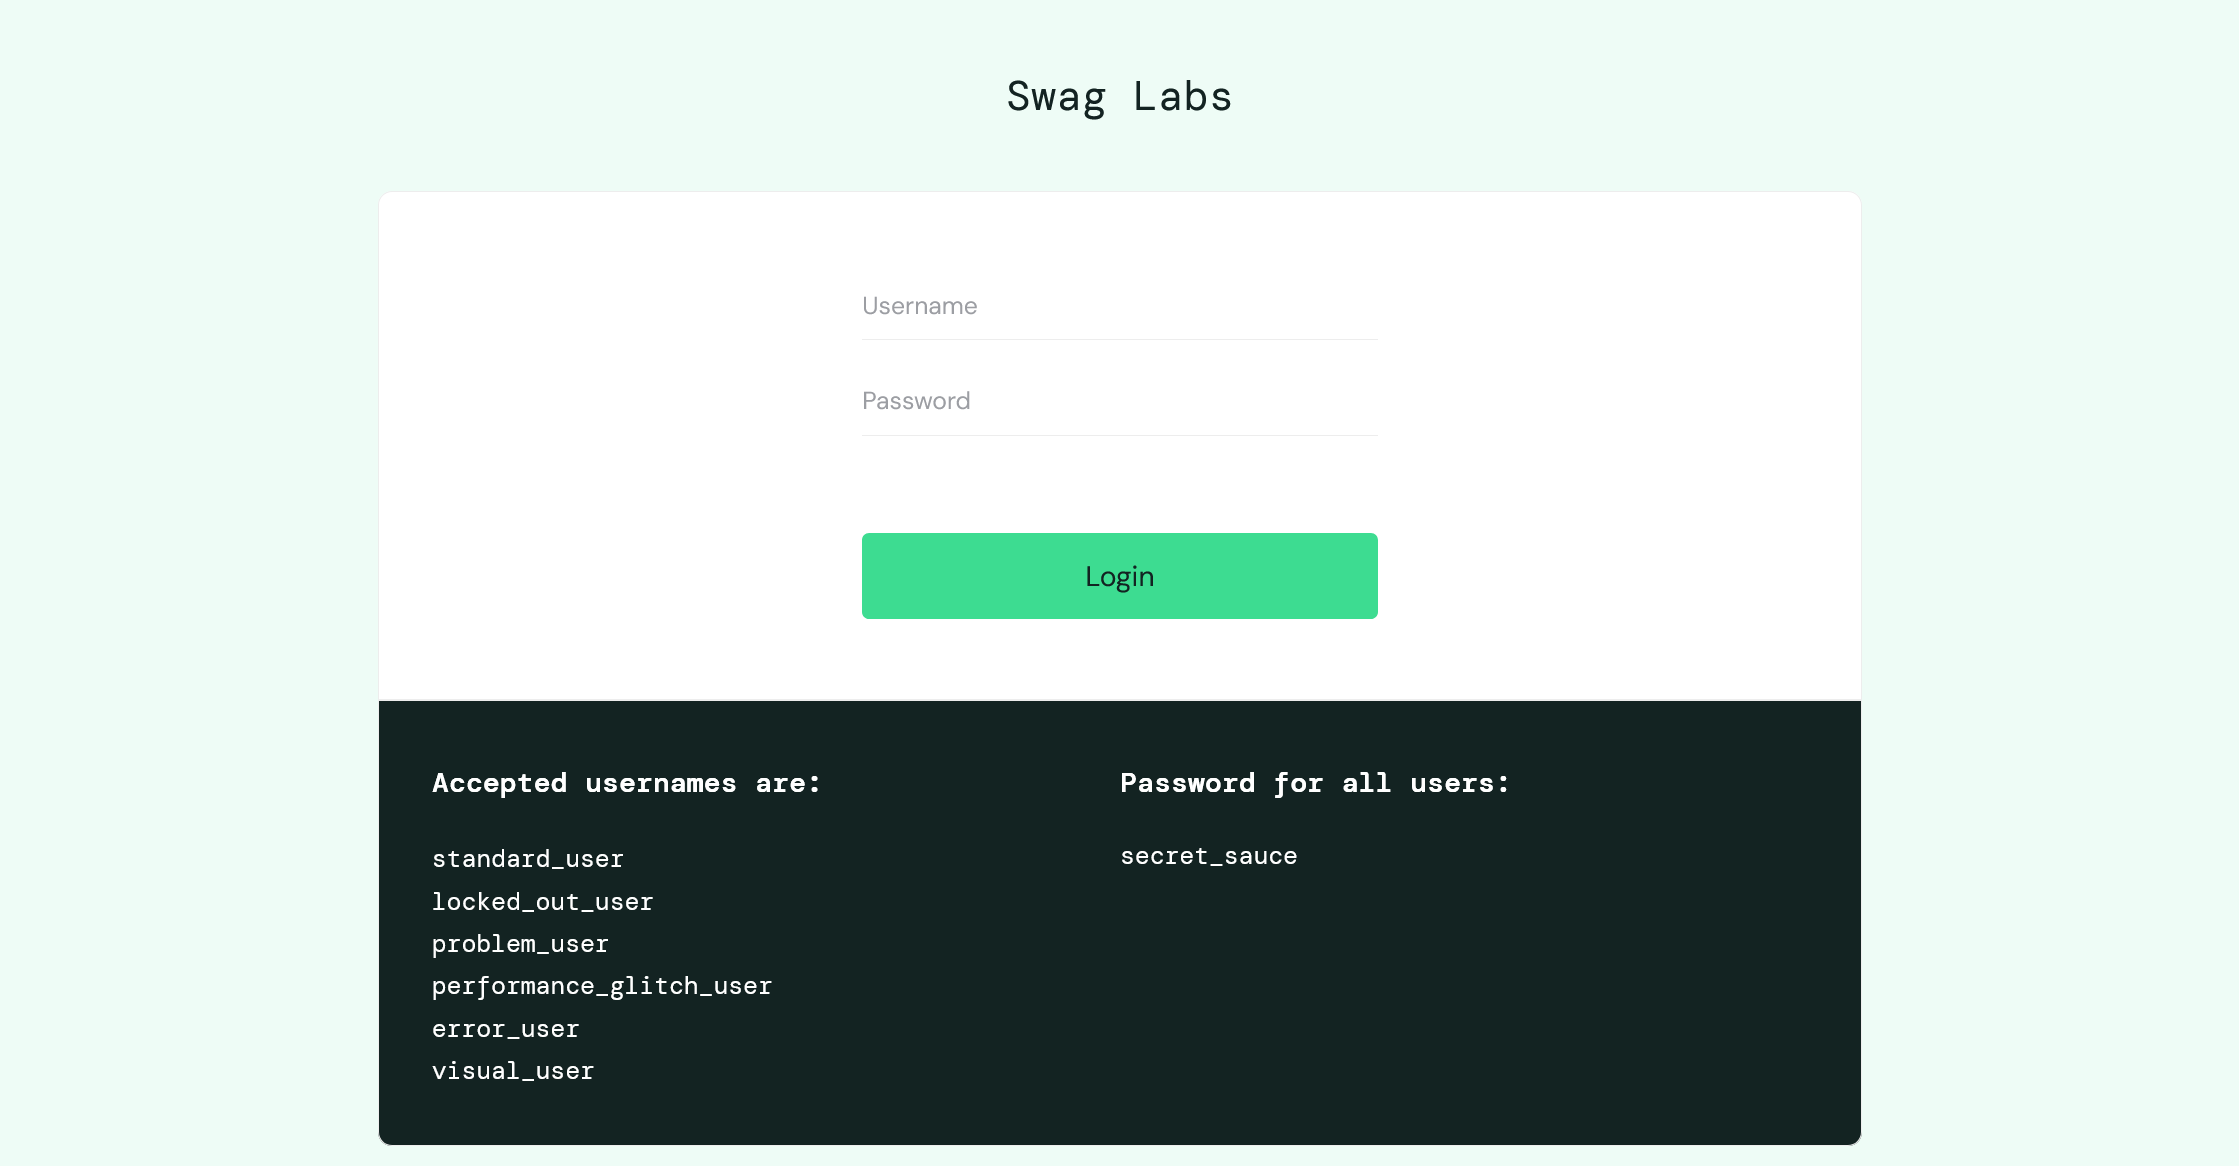 Swag Labs
Username
Password
Login
Accepted usernames are:
standard_user
locked_out_user
problem_user
performance_glitch_user
error_user
visual_user
Password for all users:
secret_sauce